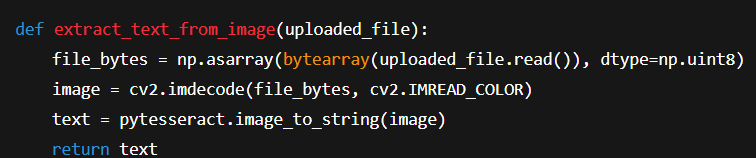 def extract_text_from_image(uploaded_file):
    file_bytes = np.asarray(bytearray(uploaded_file.read()), dtype=np.uint8)
    image = cv2.imdecode(file_bytes, cv2.IMREAD_COLOR)
    text = pytesseract.image_to_string(image)
    return text